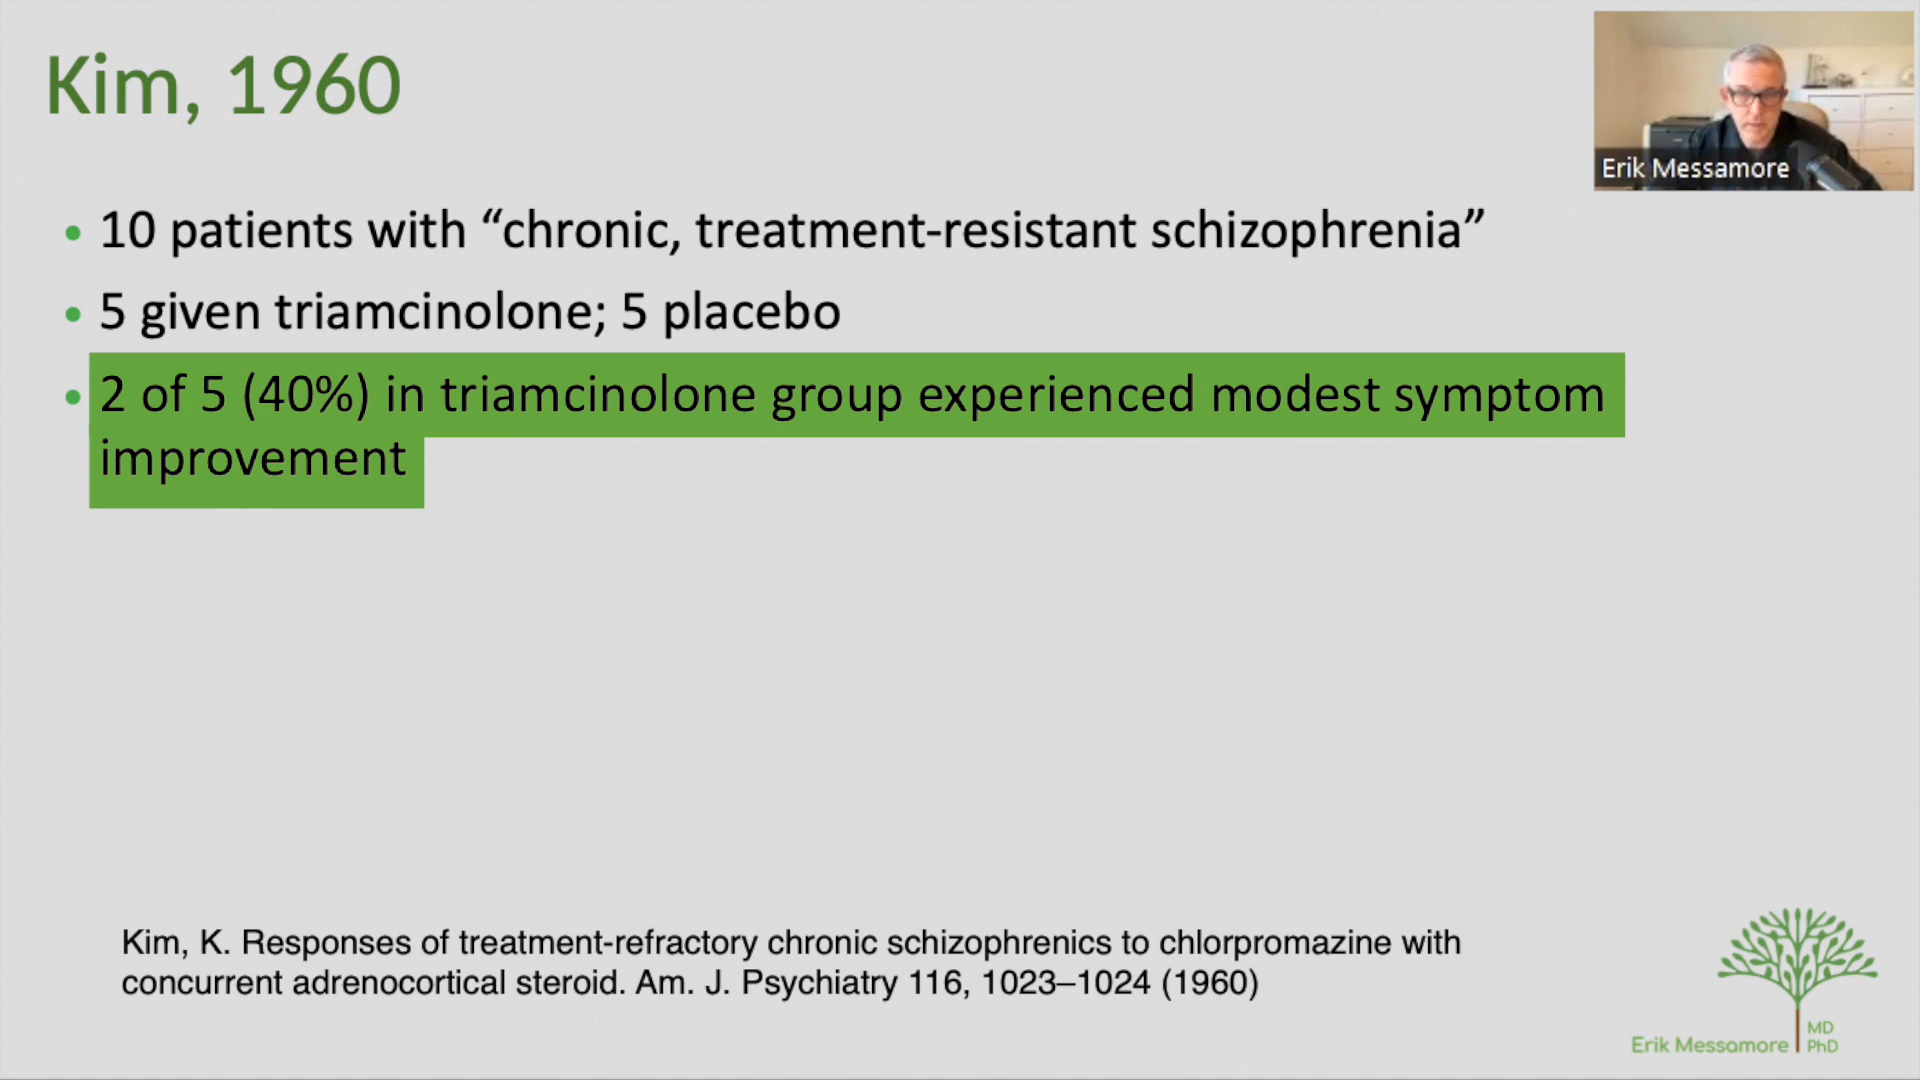 Kim, 1960
Erik Messamore
• 10 patients with “chronic, treatment-resistant schizophrenia”
• 5 given triamcinolone; 5 placebo
• 2 of 5 (40%) in triamcinolone group experienced modest symptom
improvement
Kim, K. Responses of treatment-refractory chronic schizophrenics to chlorpromazine with
concurrent adrenocortical steroid. Am. J. Psychiatry 116, 1023–1024 (1960)
Erik Messamore
MD
PhD